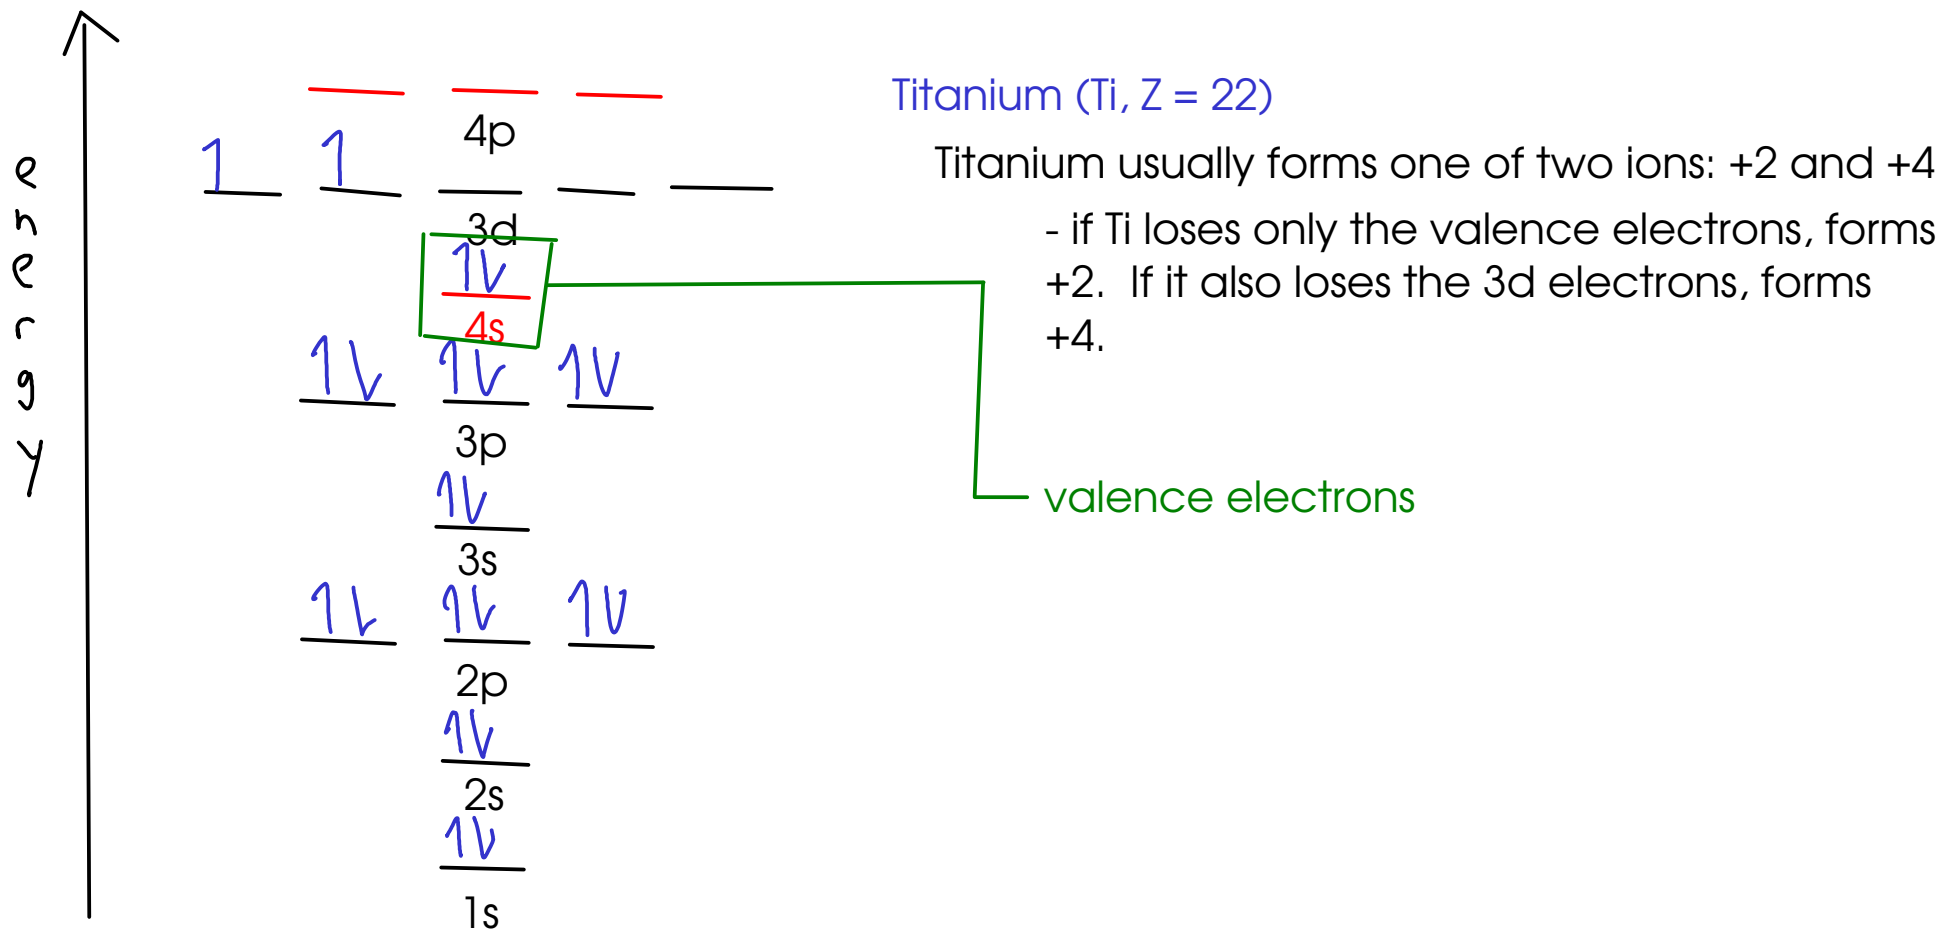 energy
4p
3d
4s
3p
3s
2p
2s
1s
Titanium (Ti, Z = 22)
Titanium usually forms one of two ions: +2 and +4
- if Ti loses only the valence electrons, forms
+2. If it also loses the 3d electrons, forms
+4.
valence electrons